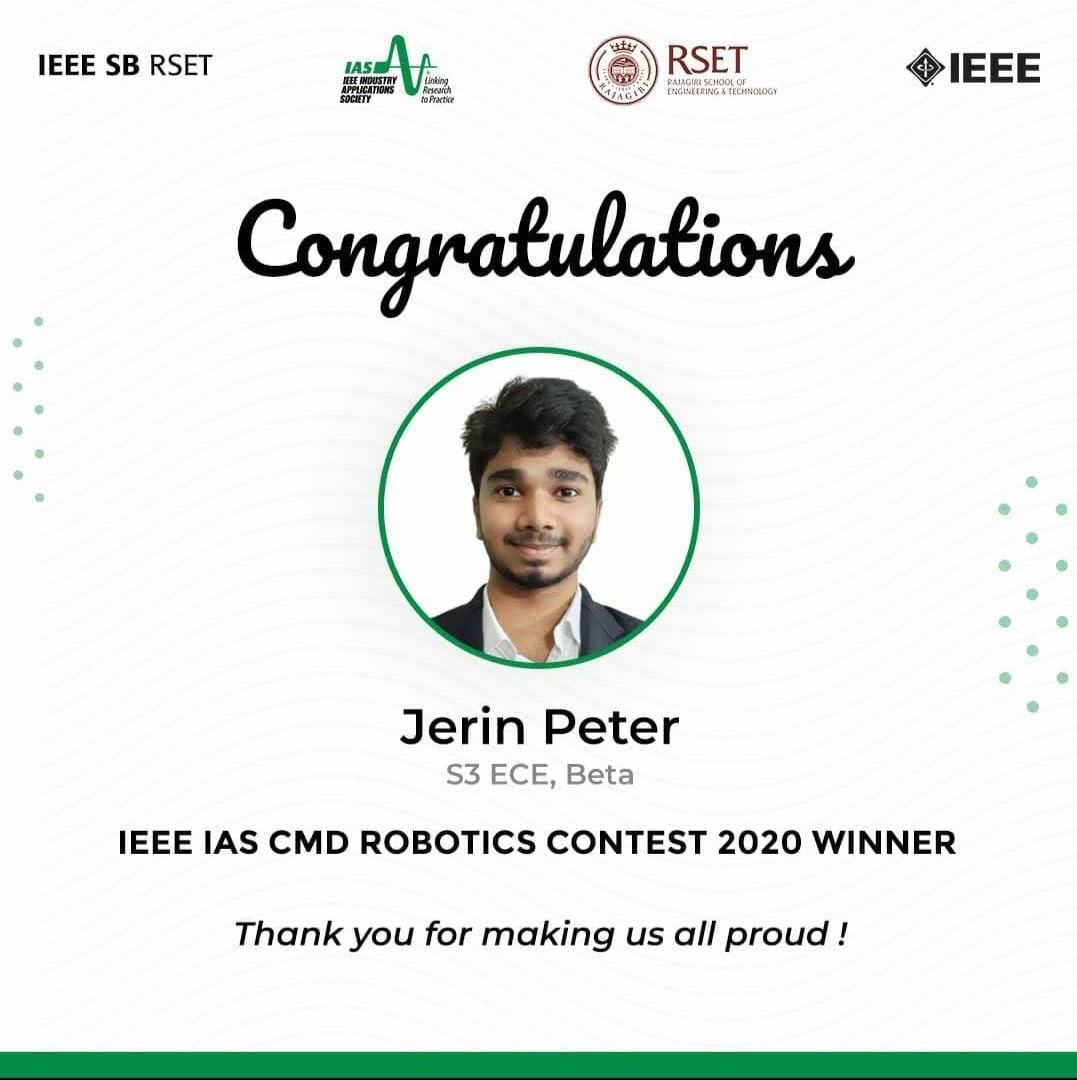 IEEE SB RSET
IAS
IEEE INDUSTRY
APPLICATIONS
SOCIETY
®
Linking
Research
to Practice
RAJAGIRI
RSET
RAJAGIRI SCHOOL OF
ENGINEERING & TECHNOLOGY
IEEE
Congratulations
Jerin Peter
S3 ECE, Beta
IEEE IAS CMD ROBOTICS CONTEST 2020 WINNER
Thank you for making us all proud !